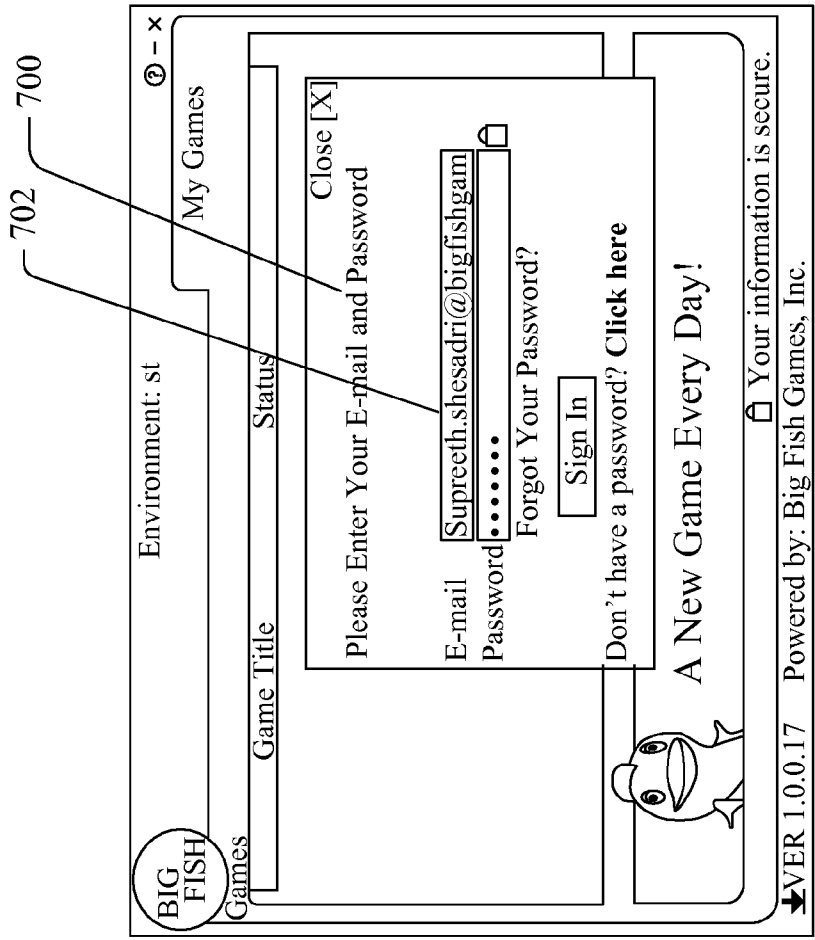 702
700
Environment: st
? – ×
BIG
FISH
Games
My Games
Game Title Status
Close [X]
Please Enter Your E-mail and Password
E-mail Supreeth.shesadri@bigfishgam
Password ••••••••
Forgot Your Password?
Sign In
Don't have a password? Click here
A New Game Every Day!
Your information is secure.
VER 1.0.0.17 Powered by: Big Fish Games, Inc.